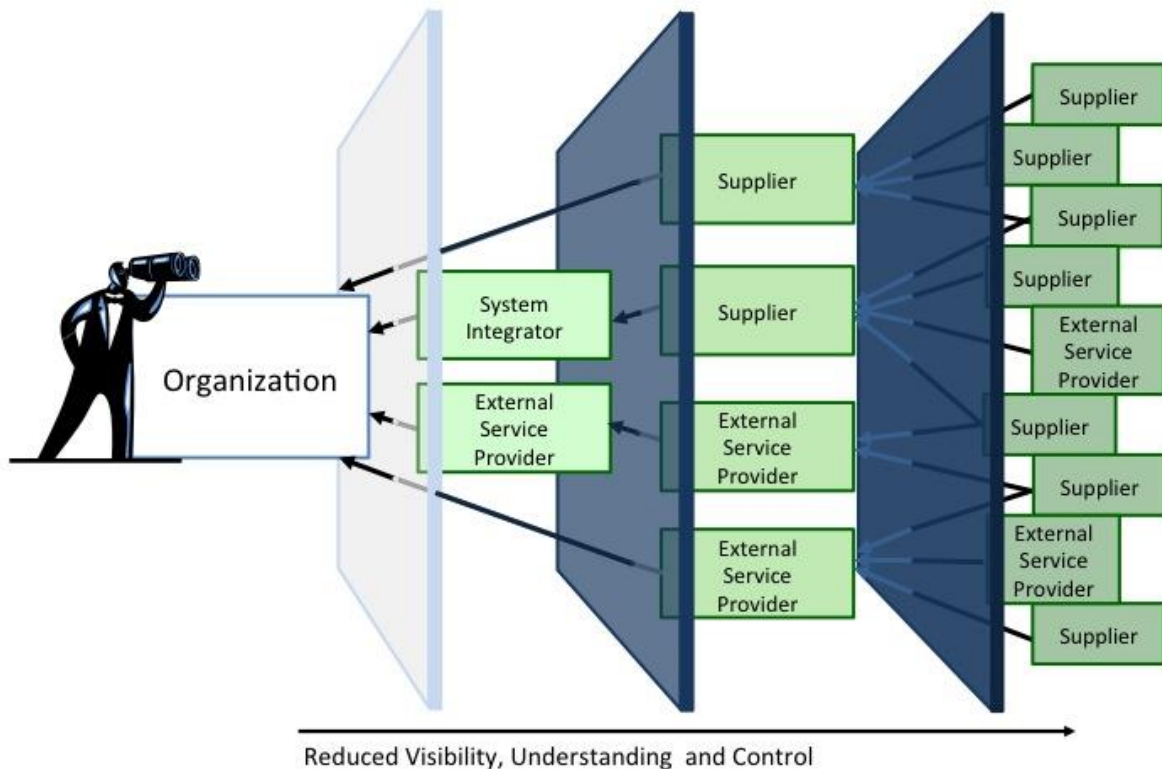 Organization
System
Integrator
External
Service
Provider
Supplier
Supplier
External
Service
Provider
External
Service
Provider
Supplier
Supplier
Supplier
Supplier
External
Service
Provider
Supplier
Supplier
External
Service
Provider
Supplier
Reduced Visibility, Understanding and Control